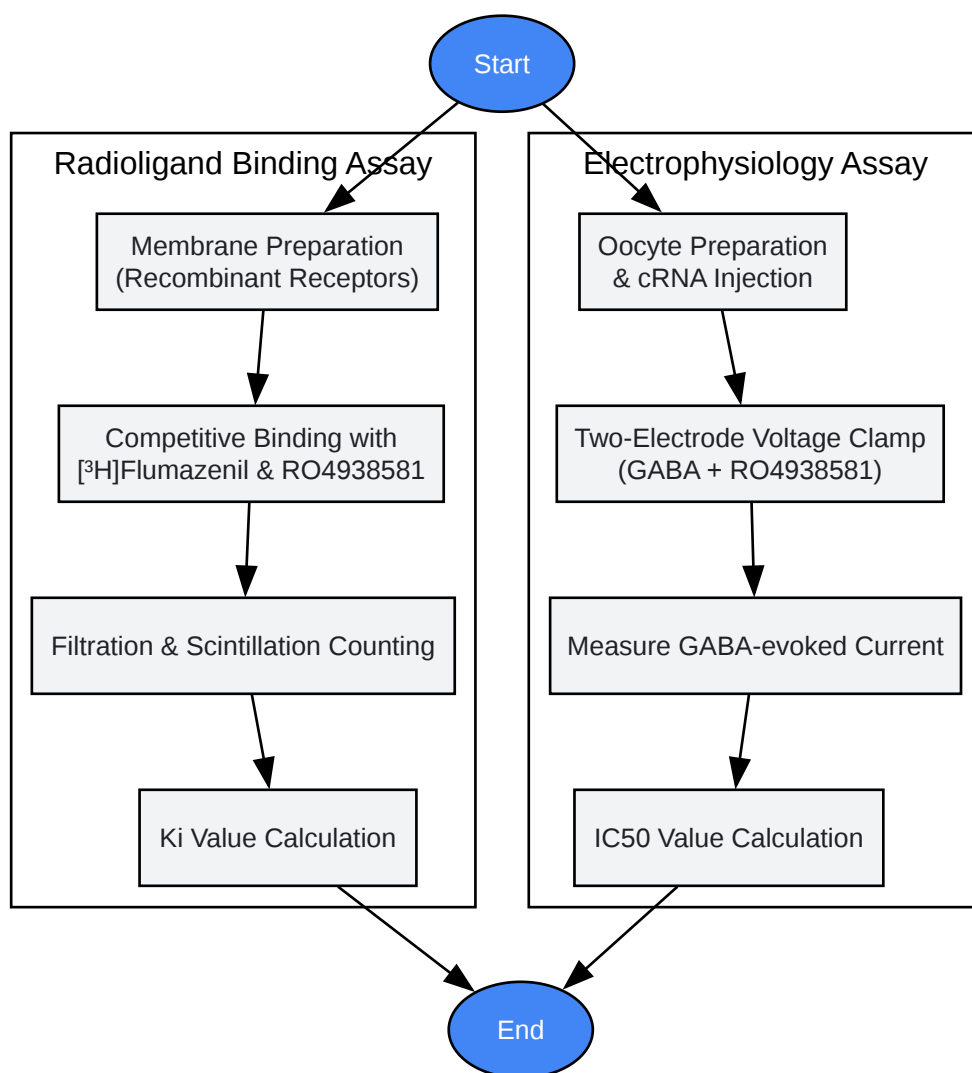 Start
Radioligand Binding Assay
Membrane Preparation
(Recombinant Receptors)
Competitive Binding with
[³H]Flumazenil & RO4938581
Filtration & Scintillation Counting
Ki Value Calculation
Electrophysiology Assay
Oocyte Preparation
& cRNA Injection
Two-Electrode Voltage Clamp
(GABA + RO4938581)
Measure GABA-evoked Current
IC50 Value Calculation
End